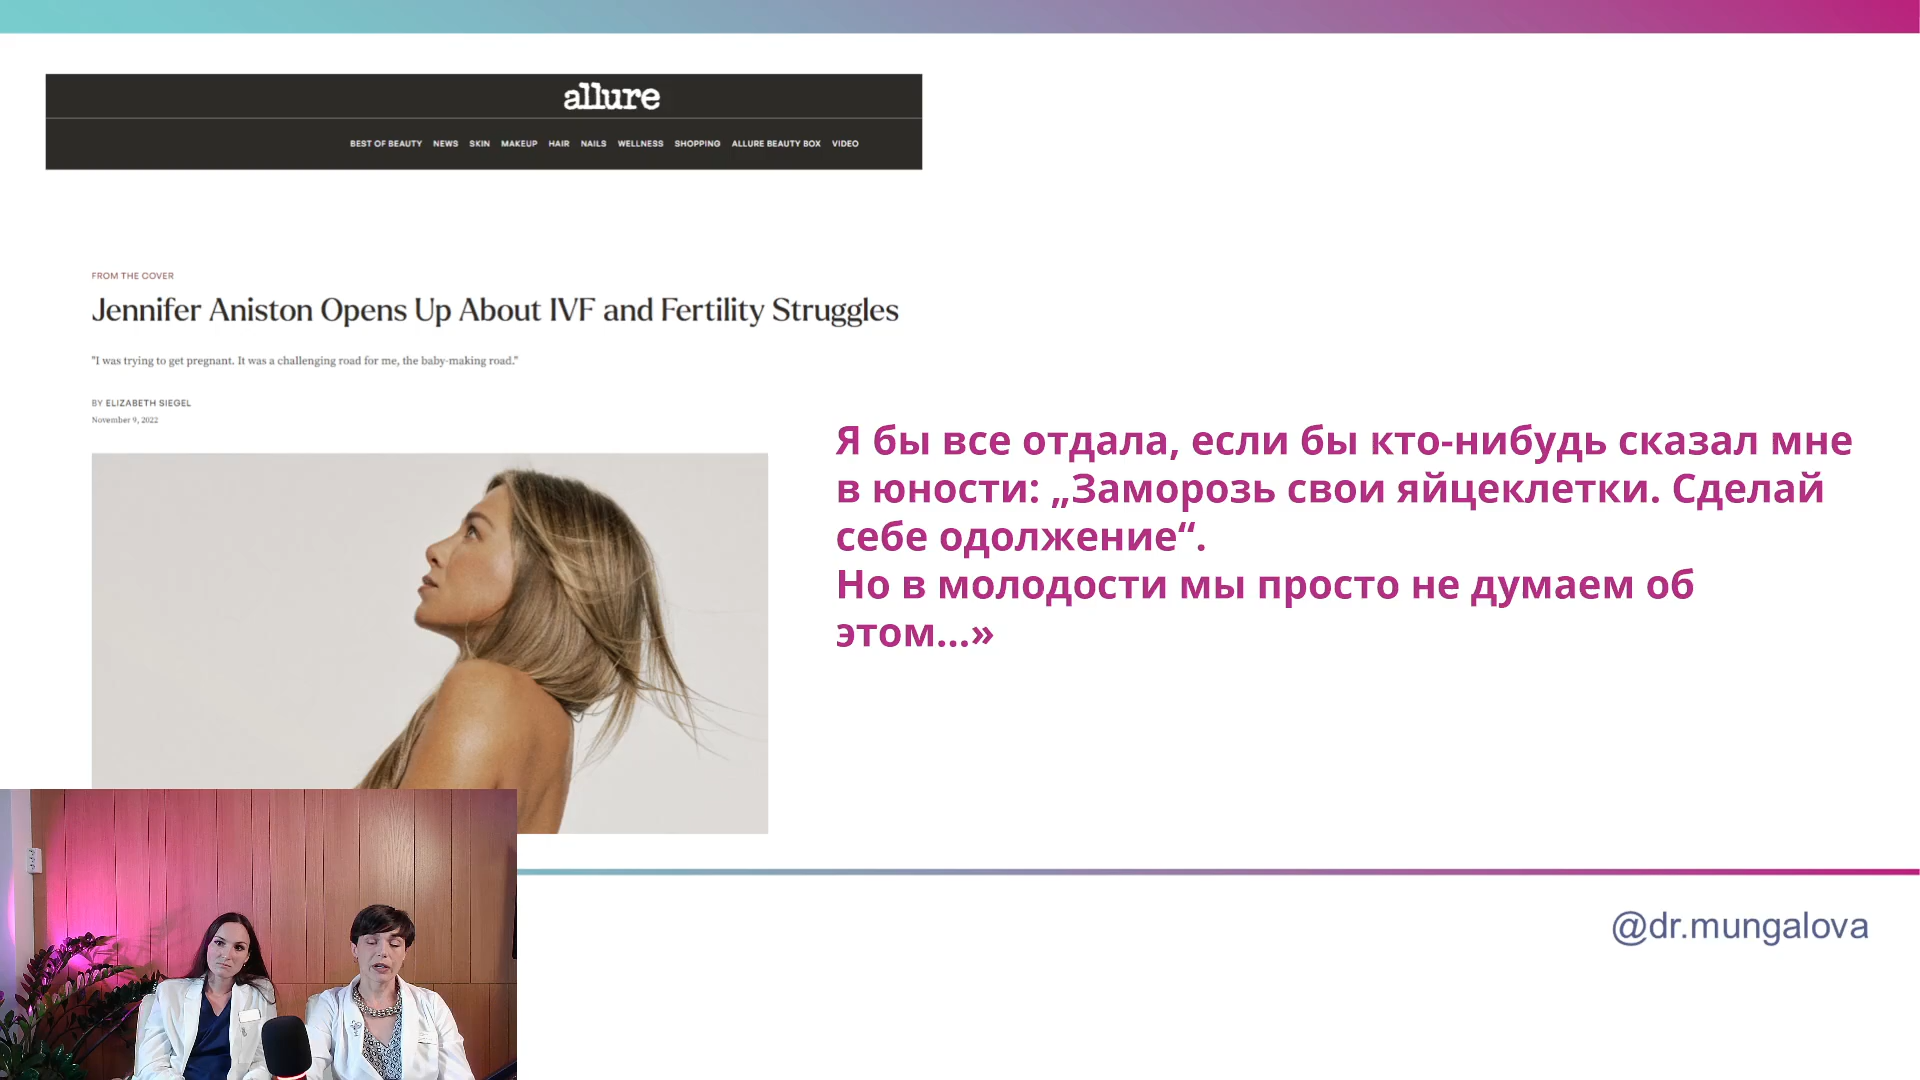 allure
BEST OF BEAUTY NEWS SKIN MAKEUP HAIR NAILS WELLNESS SHOPPING ALLURE BEAUTY BOX VIDEO
FROM THE COVER
Jennifer Aniston Opens Up About IVF and Fertility Struggles
"I was trying to get pregnant. It was a challenging road for me, the baby-making road."
BY ELIZABETH SIEGEL
November 9, 2022
Я бы все отдала, если бы кто-нибудь сказал мне
в юности: „Заморозь свои яйцеклетки. Сделай
себе одолжение“.
Но в молодости мы просто не думаем об
этом...»
@dr.mungalova